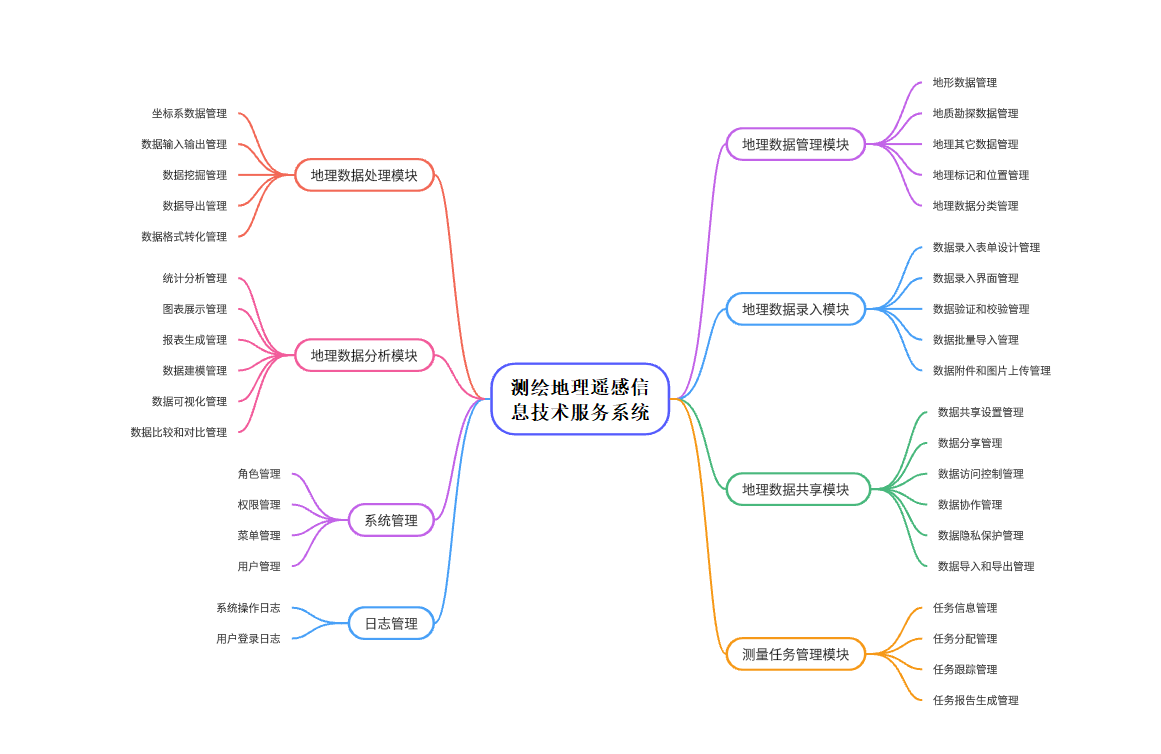 测绘地理遥感信
息技术服务系统
地理数据管理模块
地形数据管理
地质勘探数据管理
地理其它数据管理
地理标记和位置管理
地理数据分类管理
地理数据录入模块
数据录入表单设计管理
数据录入界面管理
数据验证和校验管理
数据批量导入管理
数据附件和图片上传管理
地理数据共享模块
数据共享设置管理
数据分享管理
数据访问控制管理
数据协作管理
数据隐私保护管理
数据导入和导出管理
测量任务管理模块
任务信息管理
任务分配管理
任务跟踪管理
任务报告生成管理
地理数据处理模块
坐标系数据管理
数据输入输出管理
数据挖掘管理
数据导出管理
数据格式转化管理
地理数据分析模块
统计分析管理
图表展示管理
报表生成管理
数据建模管理
数据可视化管理
数据比较和对比管理
系统管理
角色管理
权限管理
菜单管理
用户管理
日志管理
系统操作日志
用户登录日志